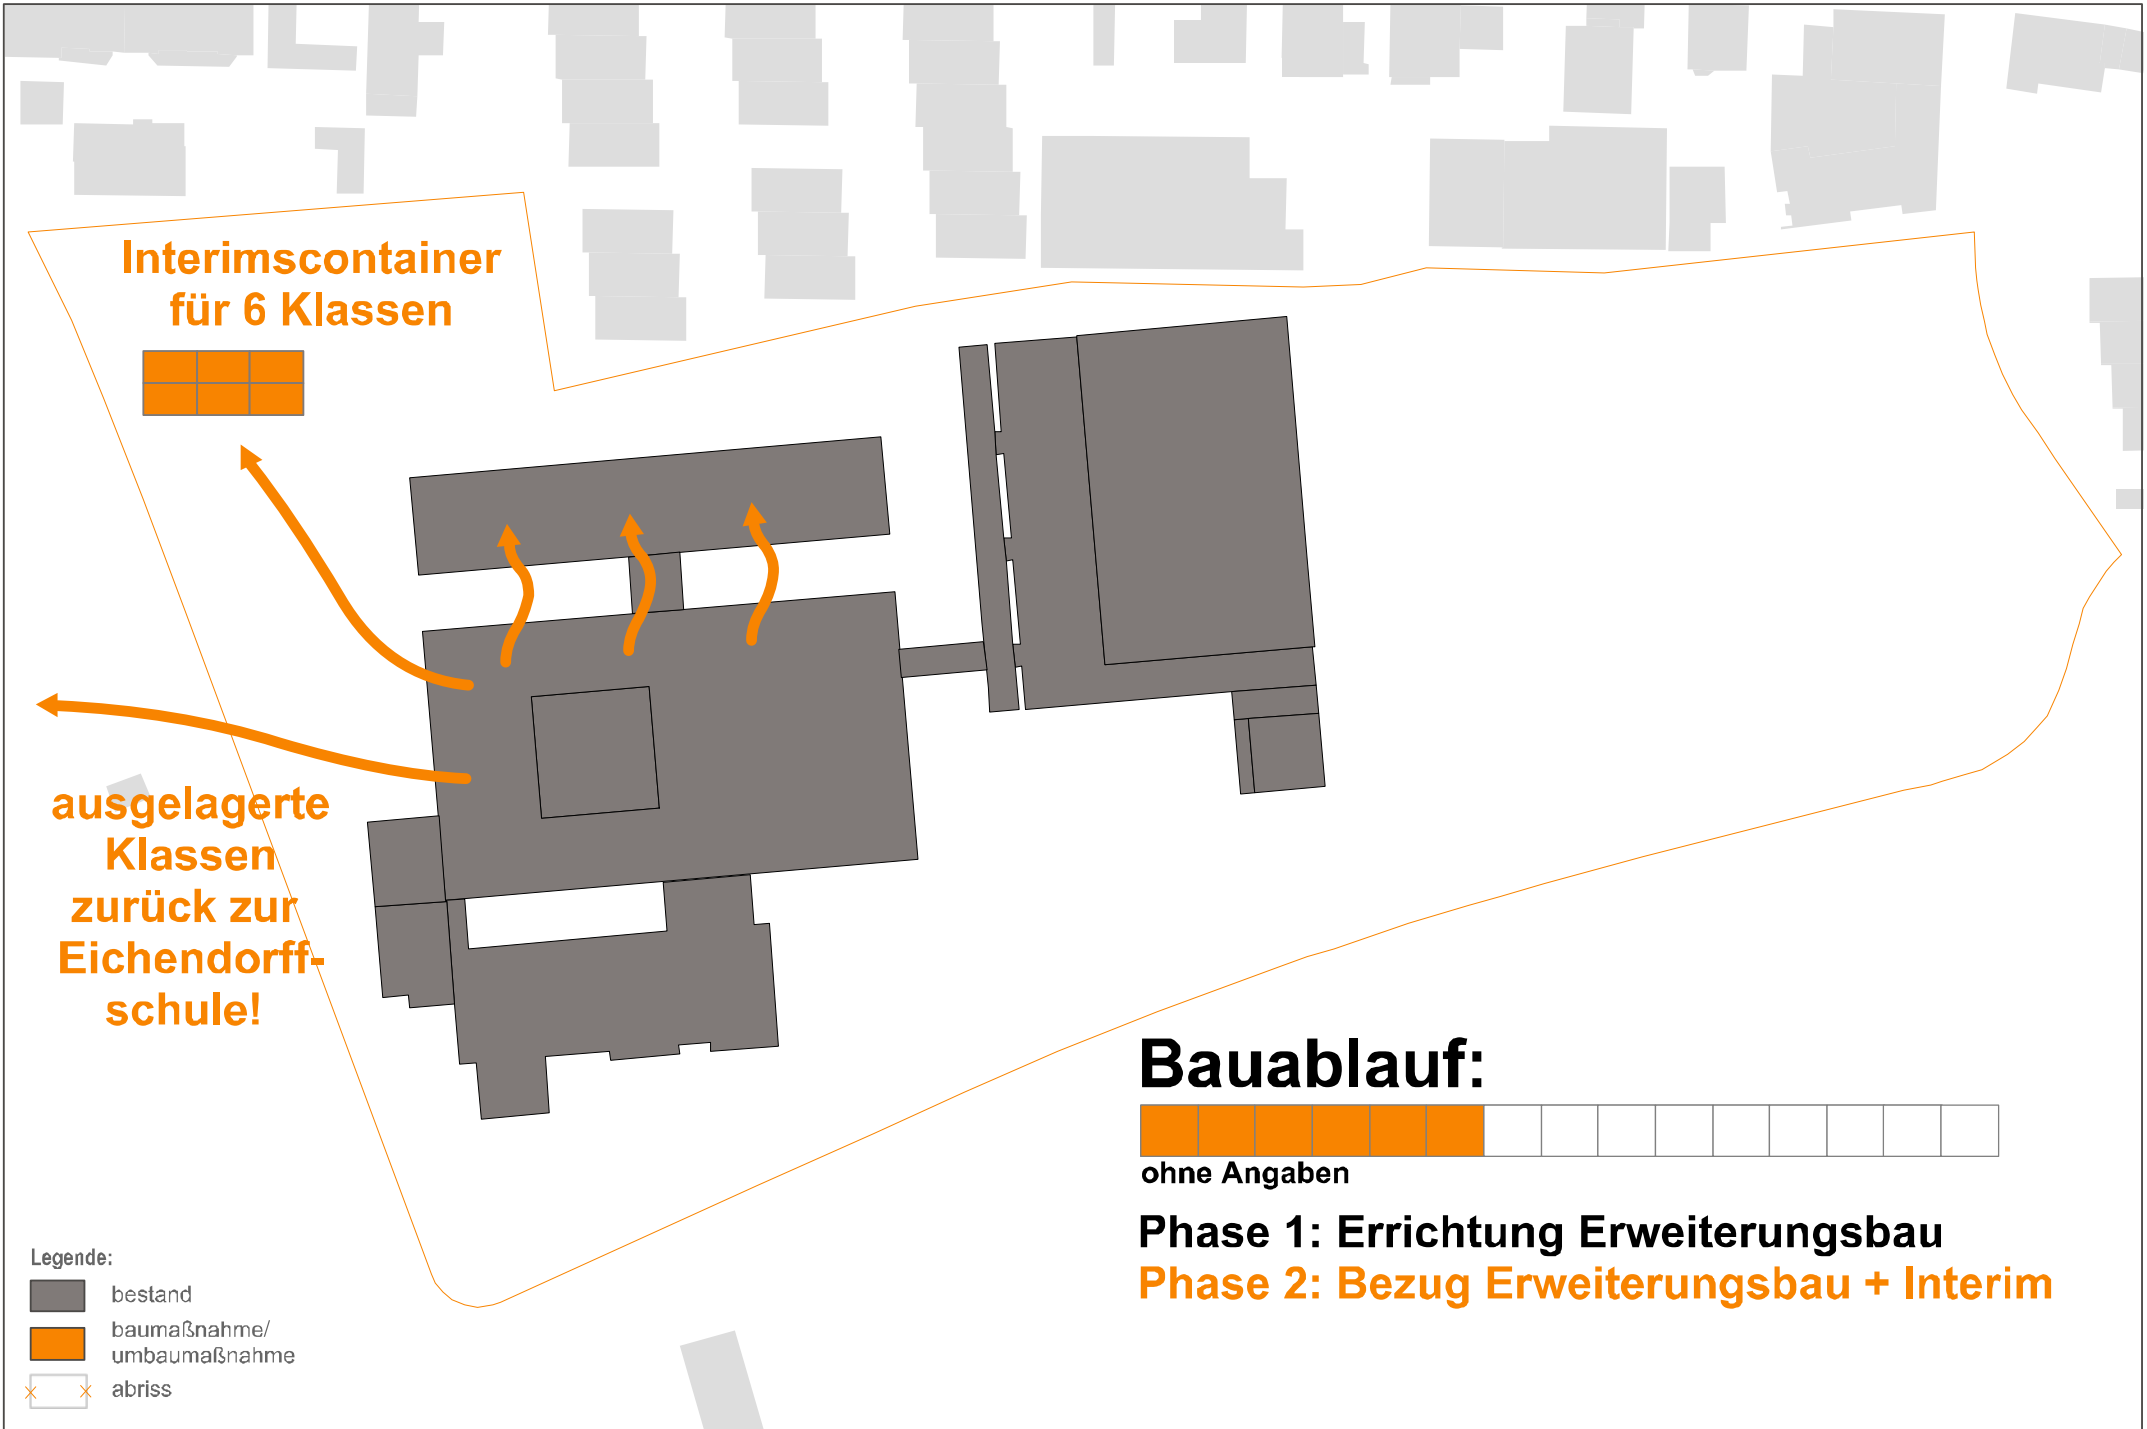 Interimscontainer
für 6 Klassen
ausgelagerte
Klassen
zurück zur
Eichendorff-
schule!
Bauablauf:
ohne Angaben
Phase 1: Errichtung Erweiterungsbau
Phase 2: Bezug Erweiterungsbau + Interim
Legende:
bestand
baumaßnahme/
umbaumaßnahme
abriss